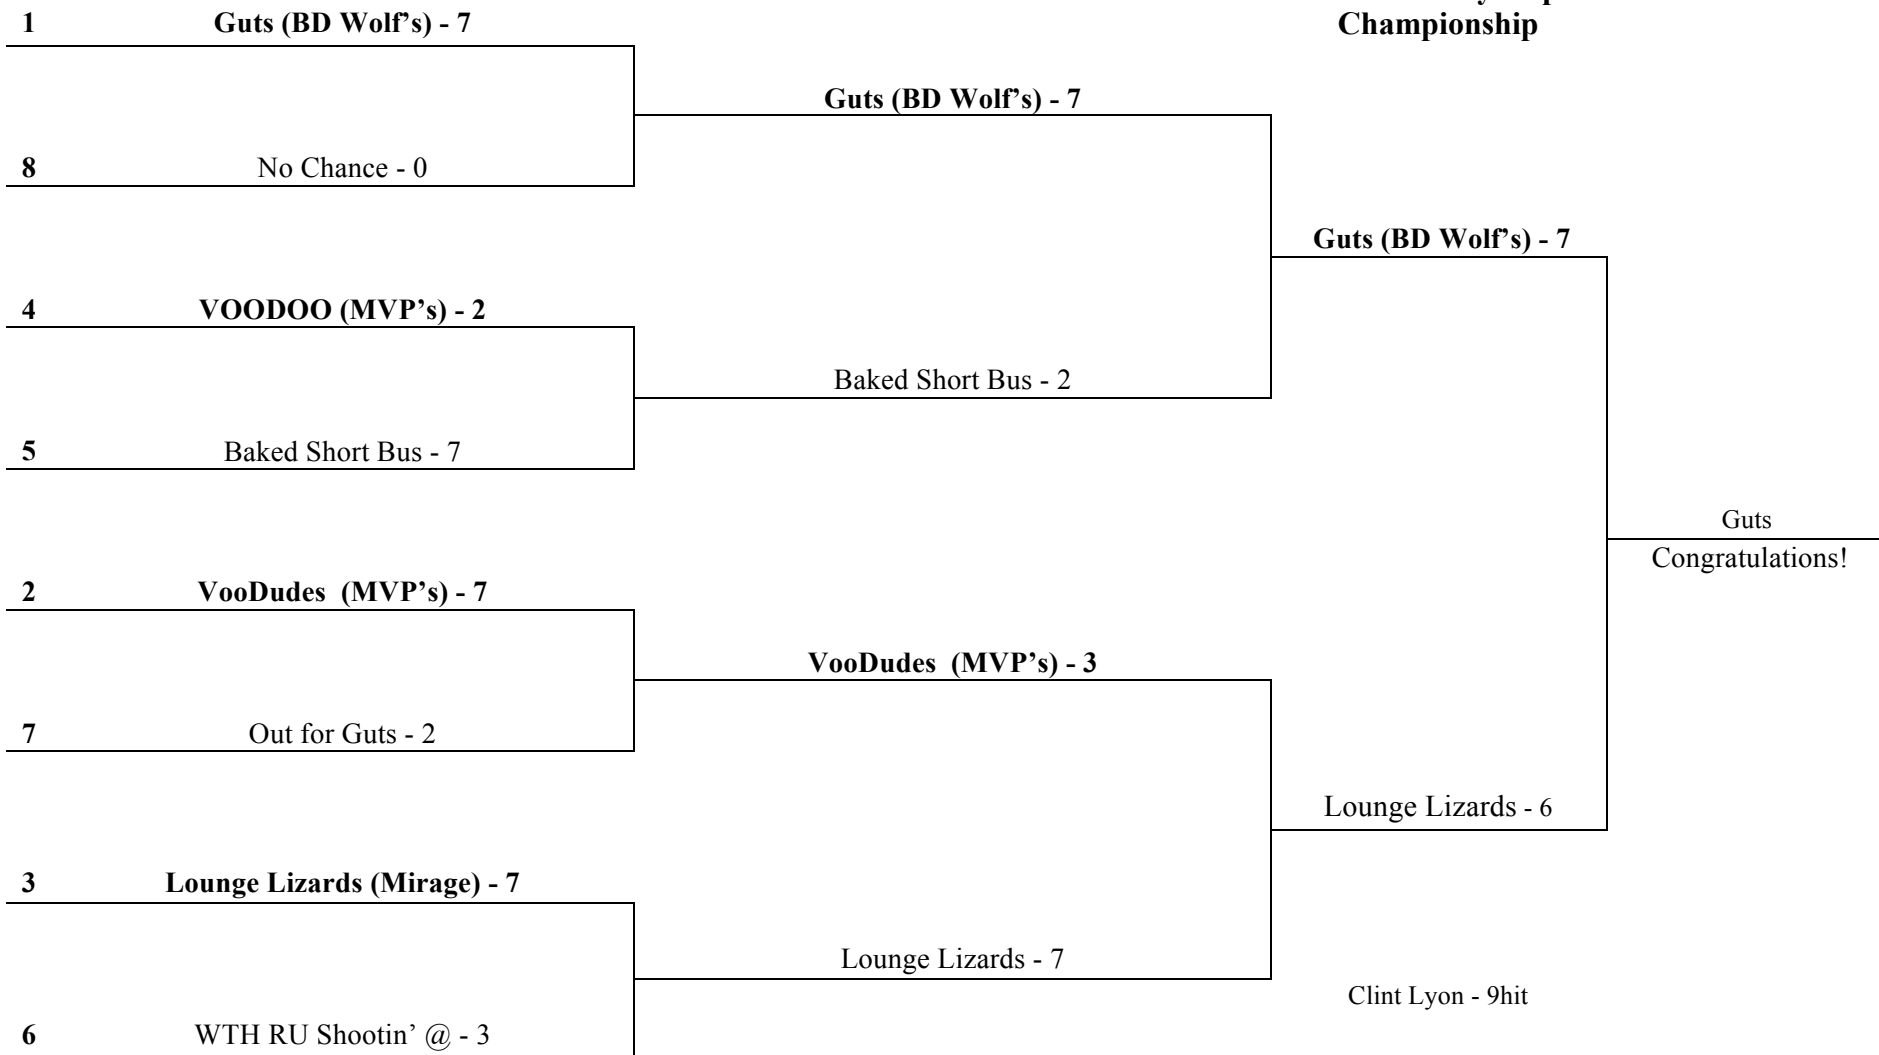 Championship
1 Guts (BD Wolf’s) - 7
Guts (BD Wolf’s) - 7
8 No Chance - 0
Guts (BD Wolf’s) - 7
4 VOODOO (MVP’s) - 2
Baked Short Bus - 2
5 Baked Short Bus - 7
Guts
Congratulations!
2 VooDudes (MVP’s) - 7
VooDudes (MVP’s) - 3
7 Out for Guts - 2
Lounge Lizards - 6
3 Lounge Lizards (Mirage) - 7
Lounge Lizards - 7
Clint Lyon - 9hit
6 WTH RU Shootin’ @ - 3